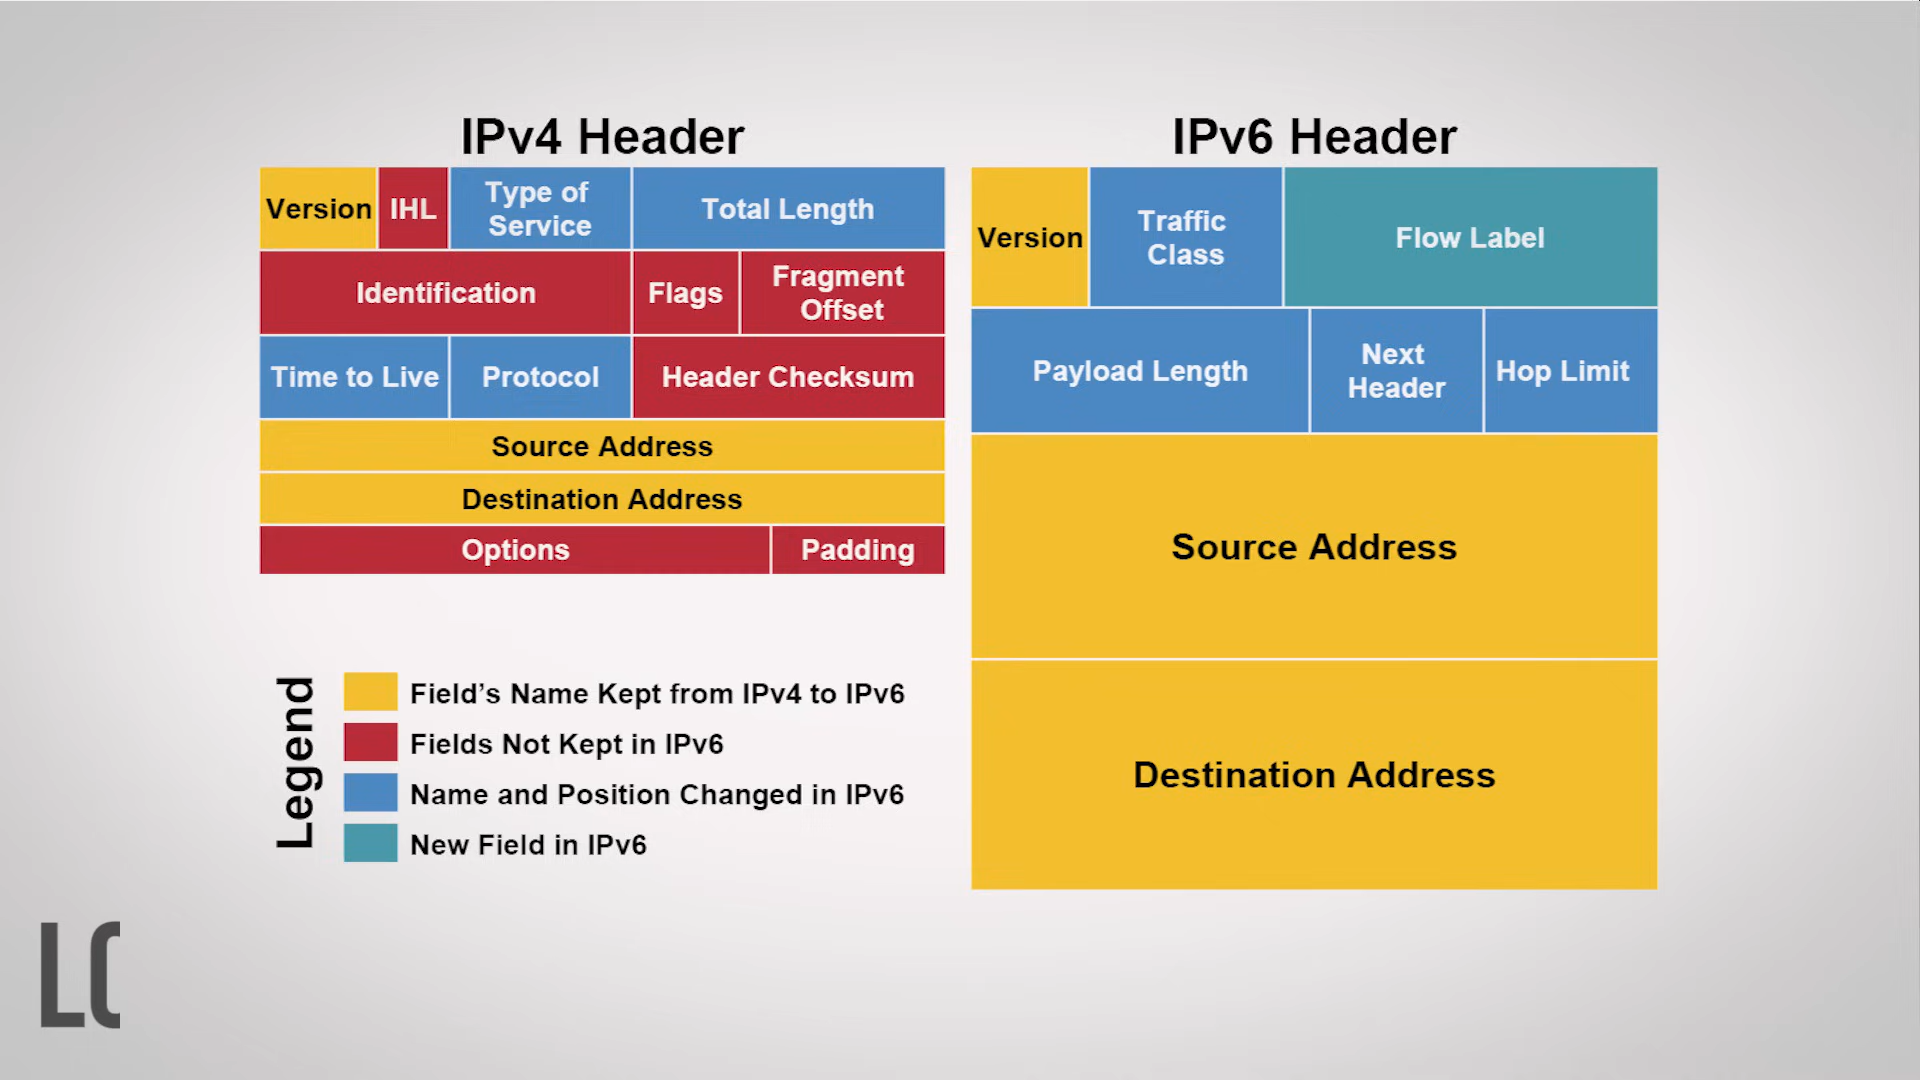 IPv4 Header
Version
IHL
Type of
Service
Total Length
Identification
Flags
Fragment
Offset
Time to Live
Protocol
Header Checksum
Source Address
Destination Address
Options
Padding
IPv6 Header
Version
Traffic
Class
Flow Label
Payload Length
Next
Header
Hop Limit
Source Address
Destination Address
Legend
Field’s Name Kept from IPv4 to IPv6
Fields Not Kept in IPv6
Name and Position Changed in IPv6
New Field in IPv6